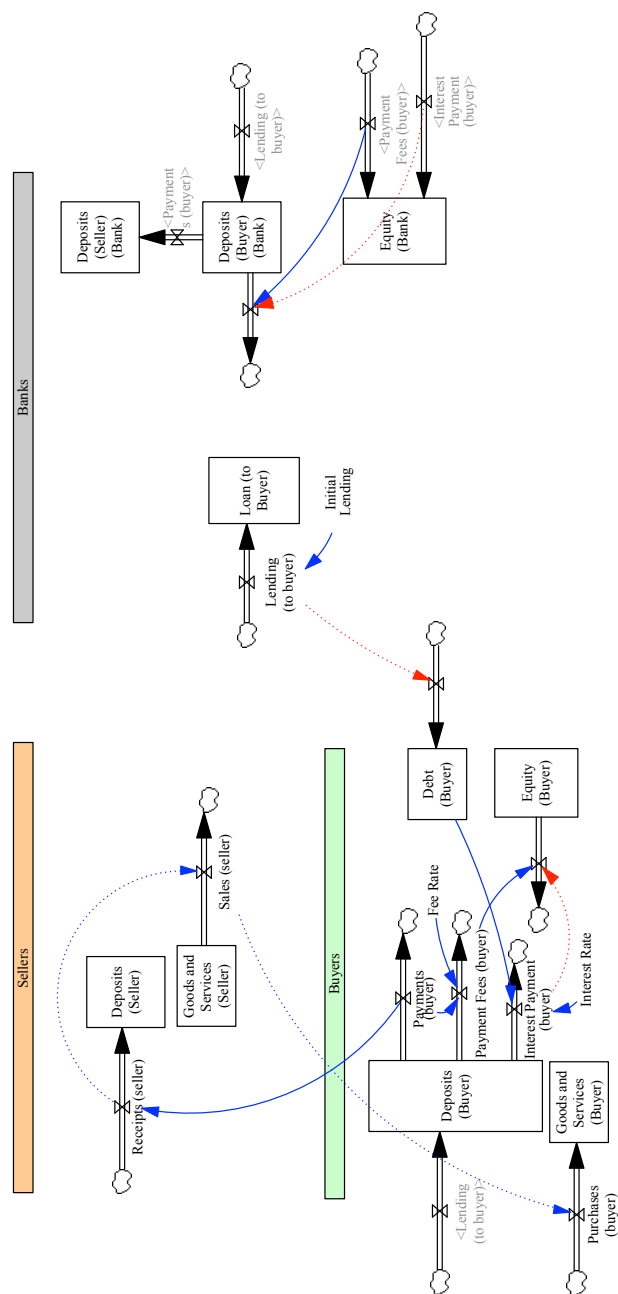 Sellers
Banks
Receipts (seller)
Deposits
(Seller)
Goods and
Services
(Seller)
Sales (seller)
Lending
(to buyer)
Loan (to
Buyer)
Initial
Lending
Deposits
(Seller)
(Bank)
<Payment
s (buyer)>
Deposits
(Buyer)
(Bank)
<Lending (to
buyer)>
Equity
(Bank)
<Payment
Fees (buyer)>
<Interest
Payment
(buyer)>
Buyers
<Lending
(to buyer)>
Deposits
(Buyer)
Payments
(buyer)
Fee Rate
Payment Fees (buyer)
Interest Payment
(buyer)
Interest Rate
Debt
(Buyer)
Equity
(Buyer)
Purchases
(buyer)
Goods and
Services
(Buyer)